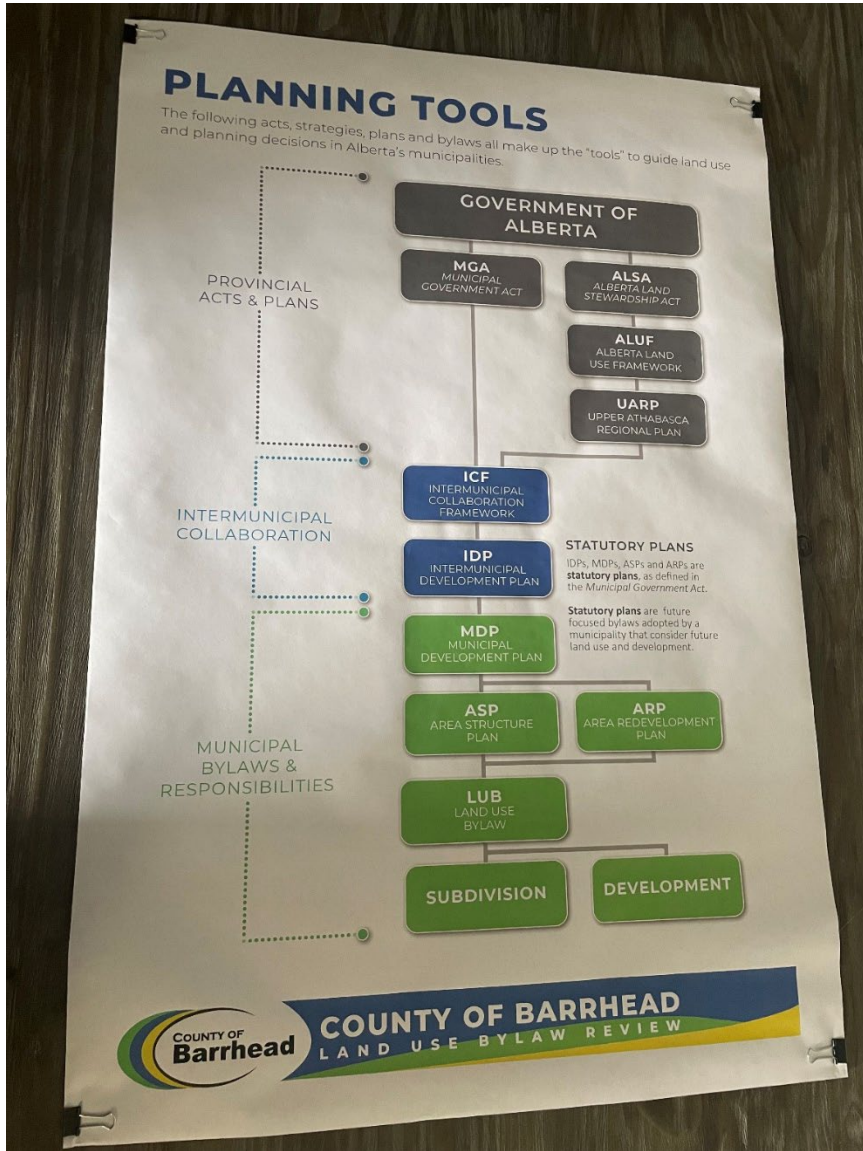 PLANNING TOOLS
The following acts, strategies, plans and bylaws all make up the "tools" to guide land use
and planning decisions in Alberta's municipalities.
GOVERNMENT OF
ALBERTA
PROVINCIAL
ACTS & PLANS
MGA
MUNICIPAL
GOVERNMENT ACT
ALSA
ALBERTA LAND
STEWARDSHIP ACT
ALUF
ALBERTA LAND
USE FRAMEWORK
UARP
UPPER ATHABASCA
REGIONAL PLAN
INTERMUNICIPAL
COLLABORATION
ICF
INTERMUNICIPAL
COLLABORATION
FRAMEWORK
IDP
INTERMUNICIPAL
DEVELOPMENT PLAN
STATUTORY PLANS
IDPs, MDPs, ASPs and ARPs are
statutory plans, as defined in
the Municipal Government Act.
Statutory plans are future
focused bylaws adopted by a
municipality that consider future
land use and development.
MUNICIPAL
BYLAWS &
RESPONSIBILITIES
MDP
MUNICIPAL
DEVELOPMENT PLAN
ASP
AREA STRUCTURE
PLAN
ARP
AREA REDEVELOPMENT
PLAN
LUB
LAND USE
BYLAW
SUBDIVISION
DEVELOPMENT
COUNTY OF
Barrhead
COUNTY OF BARRHEAD
LAND USE BYLAW REVIEW